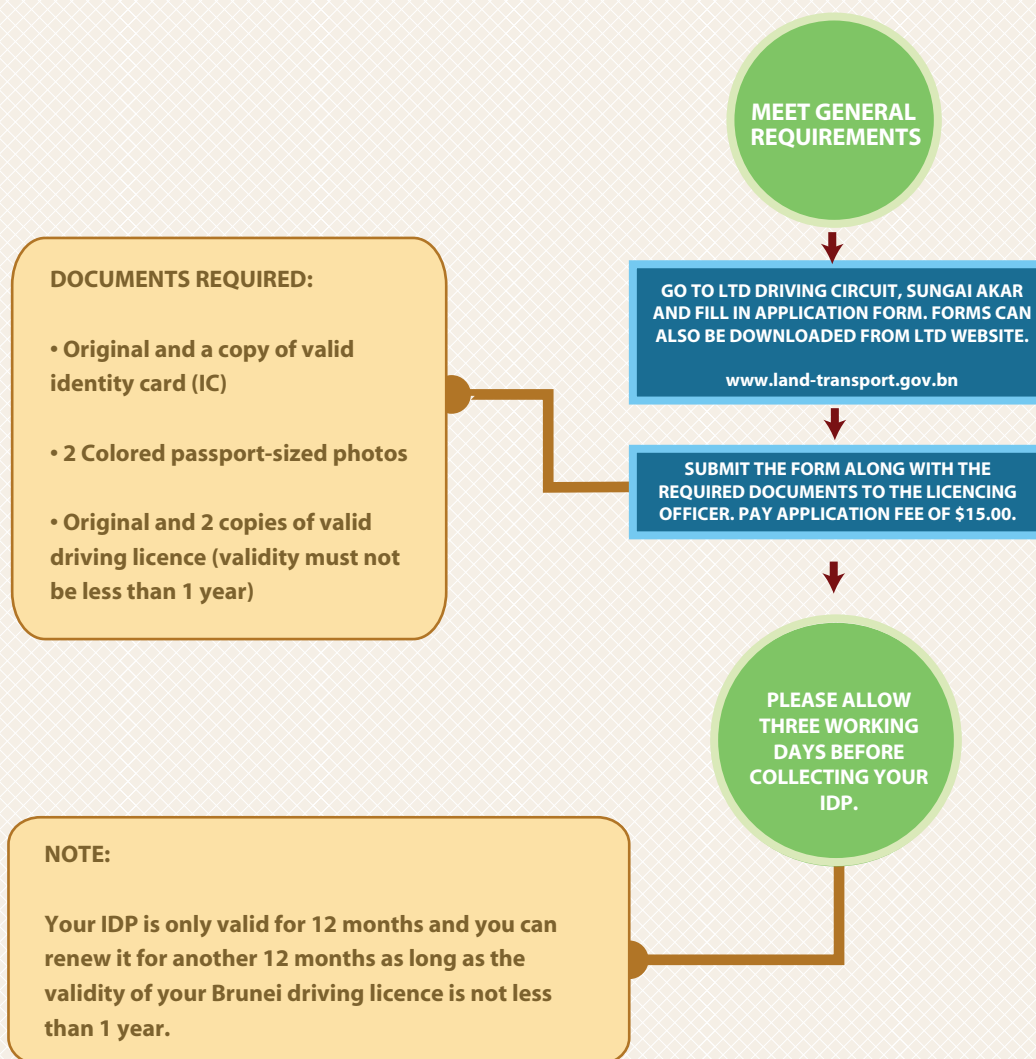 MEET GENERAL
REQUIREMENTS
GO TO LTD DRIVING CIRCUIT, SUNGAI AKAR
AND FILL IN APPLICATION FORM. FORMS CAN
ALSO BE DOWNLOADED FROM LTD WEBSITE.
www.land-transport.gov.bn
SUBMIT THE FORM ALONG WITH THE
REQUIRED DOCUMENTS TO THE LICENCING
OFFICER. PAY APPLICATION FEE OF $15.00.
DOCUMENTS REQUIRED:
• Original and a copy of valid
identity card (IC)
• 2 Colored passport-sized photos
• Original and 2 copies of valid
driving licence (validity must not
be less than 1 year)
PLEASE ALLOW
THREE WORKING
DAYS BEFORE
COLLECTING YOUR
IDP.
NOTE:
Your IDP is only valid for 12 months and you can
renew it for another 12 months as long as the
validity of your Brunei driving licence is not less
than 1 year.